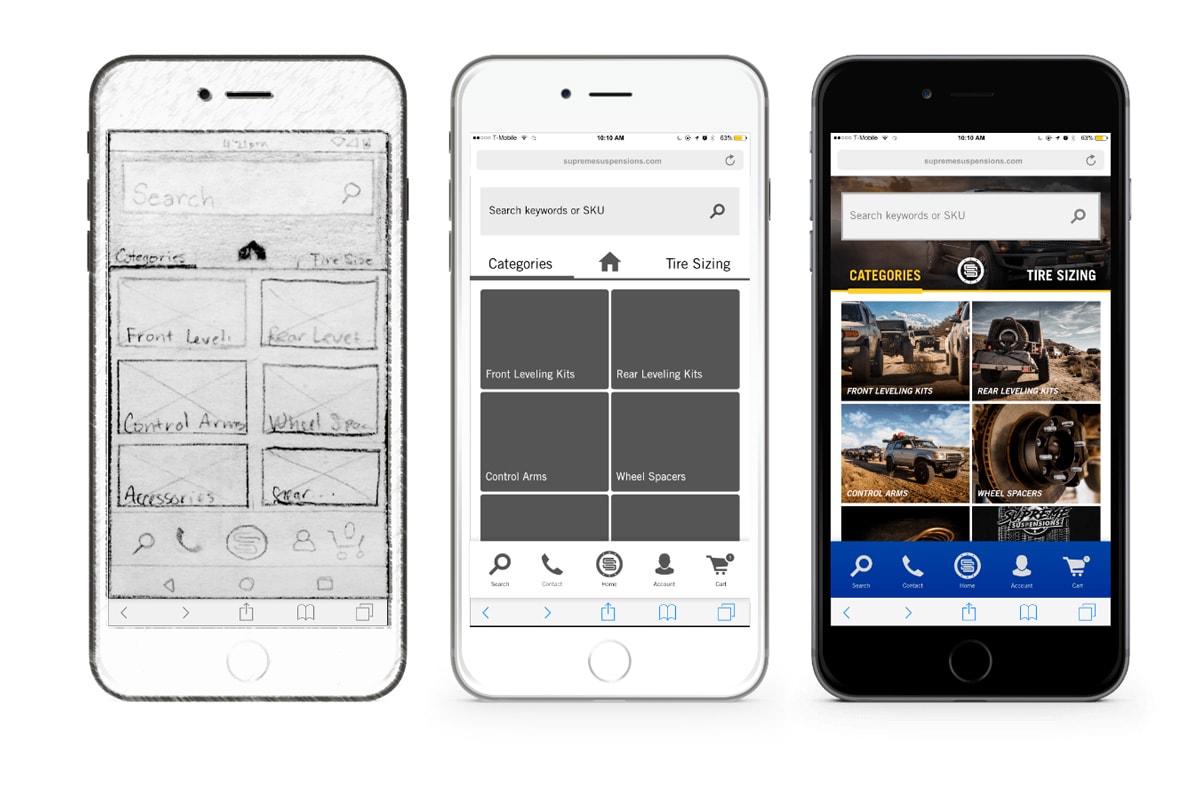 4:21pm
Search
Categories
Tire Size
Front Leveli
Rear Level
Control Arms
Wheel Spac
Accessories
T-Mobile 10:10 AM 63%
supremesuspensions.com
Search keywords or SKU
Categories Tire Sizing
Front Leveling Kits Rear Leveling Kits
Control Arms Wheel Spacers
Search Contact Home Account Cart
T-Mobile 10:10 AM 63%
supremesuspensions.com
Search keywords or SKU
CATEGORIES TIRE SIZING
FRONT LEVELING KITS REAR LEVELING KITS
CONTROL ARMS WHEEL SPACERS
SUPREME
SUSPENSIONS
Search Contact Home Account Cart